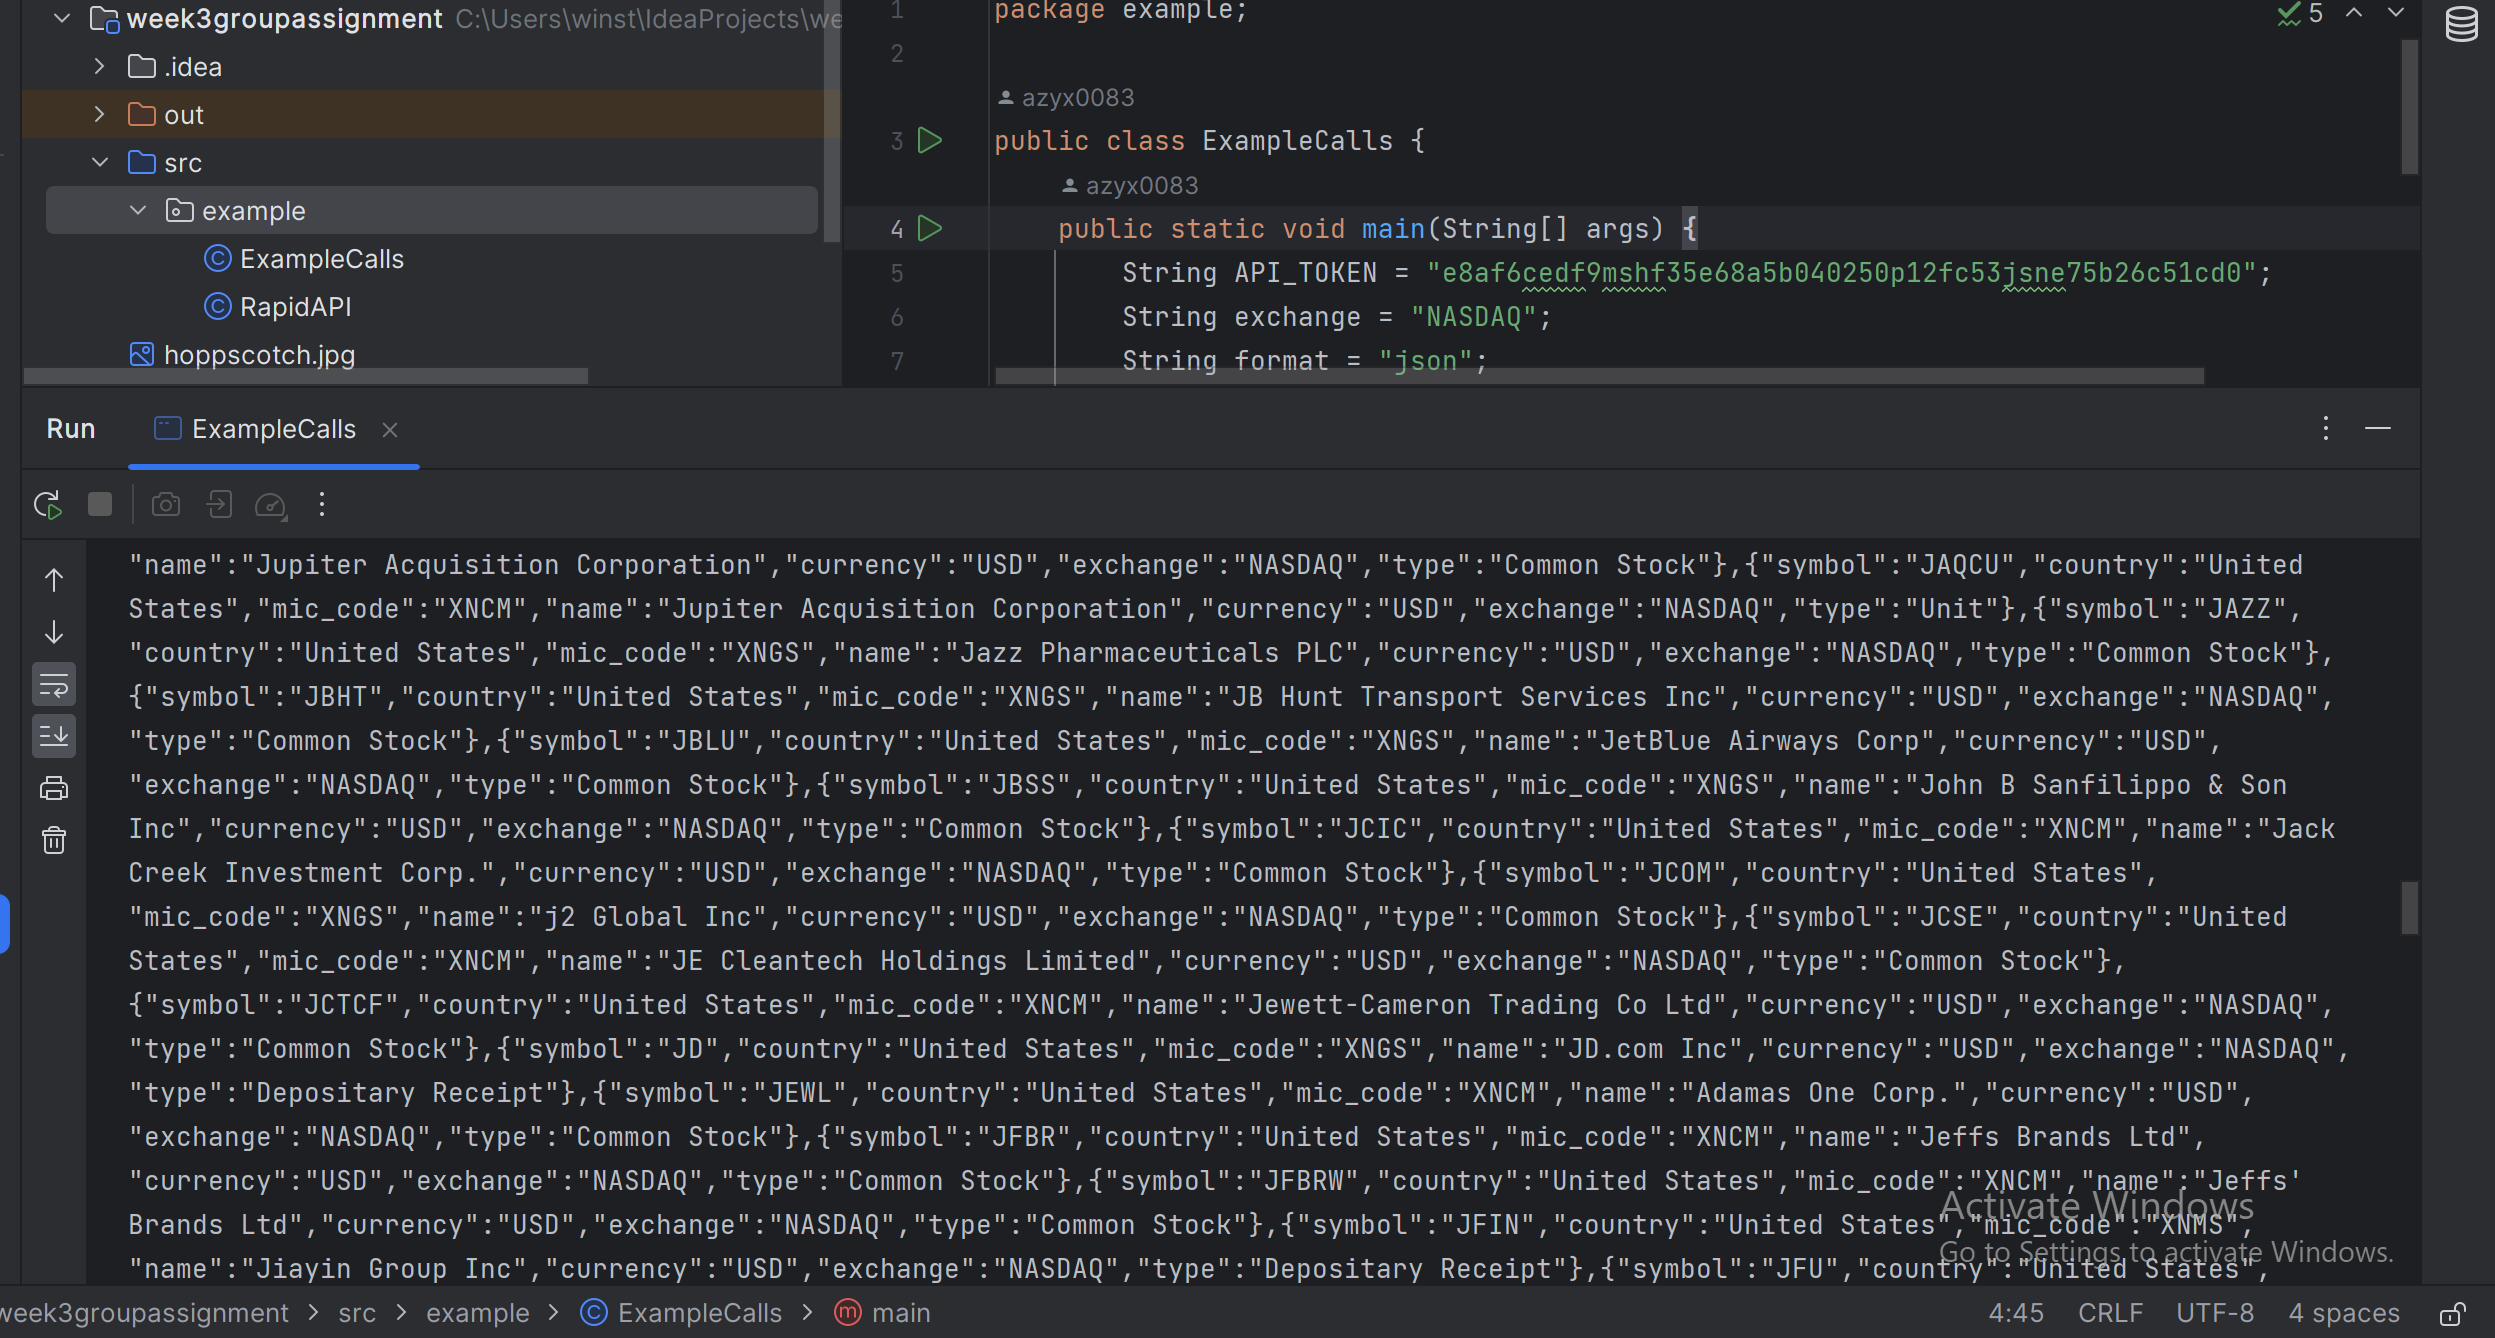 week3groupassignment C:\Users\winst\IdeaProjects\we
.idea
out
src
example
ExampleCalls
RapidAPI
hoppscotch.jpg
1 package example;
2
azyx0083
3 public class ExampleCalls {
azyx0083
4 public static void main(String[] args) {
5 String API_TOKEN = "e8af6cedf9mshf35e68a5b040250p12fc53jsne75b26c51cd0";
6 String exchange = "NASDAQ";
7 String format = "json";
5
Run ExampleCalls
"name":"Jupiter Acquisition Corporation","currency":"USD","exchange":"NASDAQ","type":"Common Stock"},{"symbol":"JAQCU","country":"United
States","mic_code":"XNCM","name":"Jupiter Acquisition Corporation","currency":"USD","exchange":"NASDAQ","type":"Unit"},{"symbol":"JAZZ",
"country":"United States","mic_code":"XNGS","name":"Jazz Pharmaceuticals PLC","currency":"USD","exchange":"NASDAQ","type":"Common Stock"},
{"symbol":"JBHT","country":"United States","mic_code":"XNGS","name":"JB Hunt Transport Services Inc","currency":"USD","exchange":"NASDAQ",
"type":"Common Stock"},{"symbol":"JBLU","country":"United States","mic_code":"XNGS","name":"JetBlue Airways Corp","currency":"USD",
"exchange":"NASDAQ","type":"Common Stock"},{"symbol":"JBSS","country":"United States","mic_code":"XNGS","name":"John B Sanfilippo & Son
Inc","currency":"USD","exchange":"NASDAQ","type":"Common Stock"},{"symbol":"JCIC","country":"United States","mic_code":"XNCM","name":"Jack
Creek Investment Corp.","currency":"USD","exchange":"NASDAQ","type":"Common Stock"},{"symbol":"JCOM","country":"United States",
"mic_code":"XNGS","name":"j2 Global Inc","currency":"USD","exchange":"NASDAQ","type":"Common Stock"},{"symbol":"JCSE","country":"United
States","mic_code":"XNCM","name":"JE Cleantech Holdings Limited","currency":"USD","exchange":"NASDAQ","type":"Common Stock"},
{"symbol":"JCTCF","country":"United States","mic_code":"XNCM","name":"Jewett-Cameron Trading Co Ltd","currency":"USD","exchange":"NASDAQ",
"type":"Common Stock"},{"symbol":"JD","country":"United States","mic_code":"XNGS","name":"JD.com Inc","currency":"USD","exchange":"NASDAQ",
"type":"Depositary Receipt"},{"symbol":"JEWL","country":"United States","mic_code":"XNCM","name":"Adamas One Corp.","currency":"USD",
"exchange":"NASDAQ","type":"Common Stock"},{"symbol":"JFBR","country":"United States","mic_code":"XNCM","name":"Jeffs Brands Ltd",
"currency":"USD","exchange":"NASDAQ","type":"Common Stock"},{"symbol":"JFBRW","country":"United States","mic_code":"XNCM","name":"Jeffs'
Brands Ltd","currency":"USD","exchange":"NASDAQ","type":"Common Stock"},{"symbol":"JFIN","country":"United States","mic_code":"XNMS",
"name":"Jiayin Group Inc","currency":"USD","exchange":"NASDAQ","type":"Depositary Receipt"},{"symbol":"JFU","country":"United States",
Activate Windows
Go to Settings to activate Windows.
week3groupassignment > src > example > ExampleCalls > main
4:45 CRLF UTF-8 4 spaces